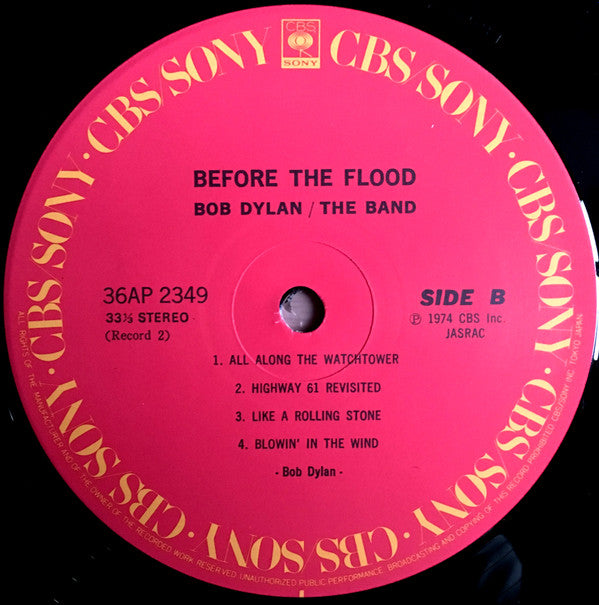 CBS/SONY · CBS/SONY · CBS/SONY · CBS/SONY · CBS/SONY · CBS/SONY · CBS/SONY · CBS/SONY
CBS
SONY
BEFORE THE FLOOD
BOB DYLAN / THE BAND
36AP 2349
33⅓ STEREO
(Record 2)
SIDE B
Ⓟ 1974 CBS Inc.
JASRAC
1. ALL ALONG THE WATCHTOWER
2. HIGHWAY 61 REVISITED
3. LIKE A ROLLING STONE
4. BLOWIN' IN THE WIND
- Bob Dylan -
ALL RIGHTS OF THE MANUFACTURER AND OF THE OWNER OF THE RECORDED WORK RESERVED UNAUTHORIZED PUBLIC PERFORMANCE, BROADCASTING AND COPYING OF THIS RECORD PROHIBITED CBS/SONY INC. TOKYO JAPAN